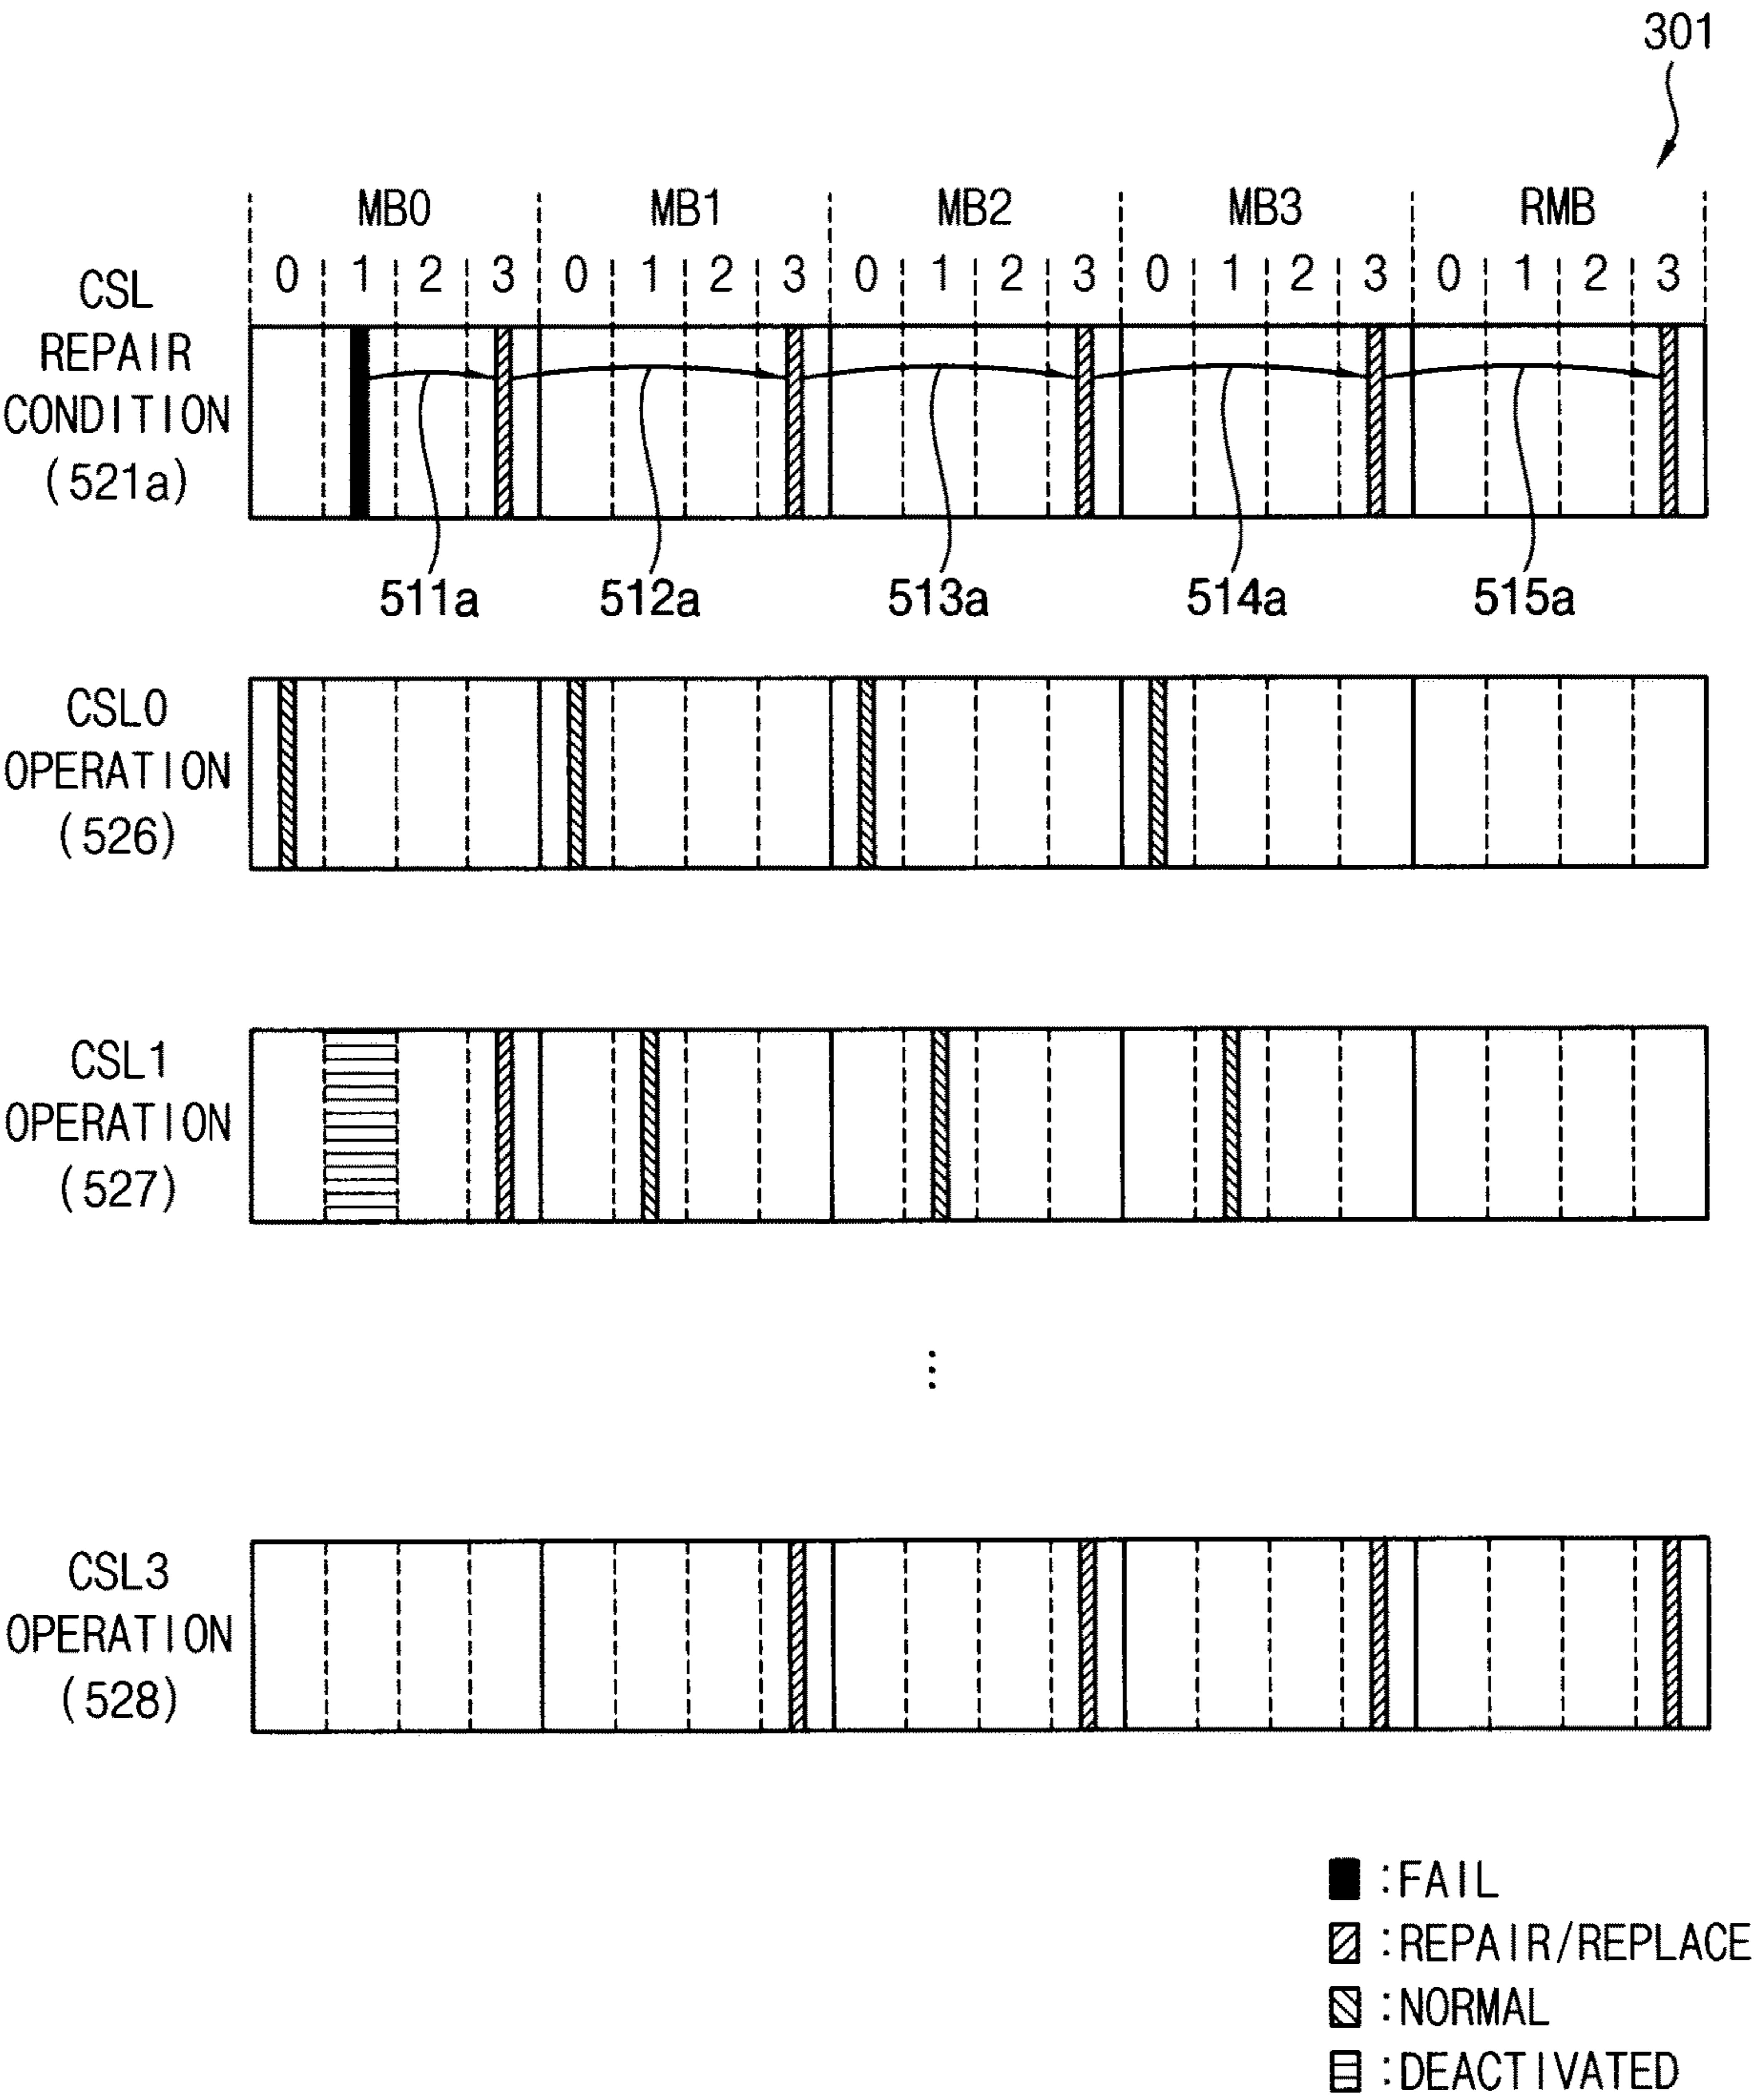 301
MB0 MB1 MB2 MB3 RMB
0 1 2 3 0 1 2 3 0 1 2 3 0 1 2 3 0 1 2 3
CSL
REPAIR
CONDITION
(521a)
511a 512a 513a 514a 515a
CSL0
OPERATION
(526)
CSL1
OPERATION
(527)
CSL3
OPERATION
(528)
:FAIL
:REPAIR/REPLACE
:NORMAL
:DEACTIVATED